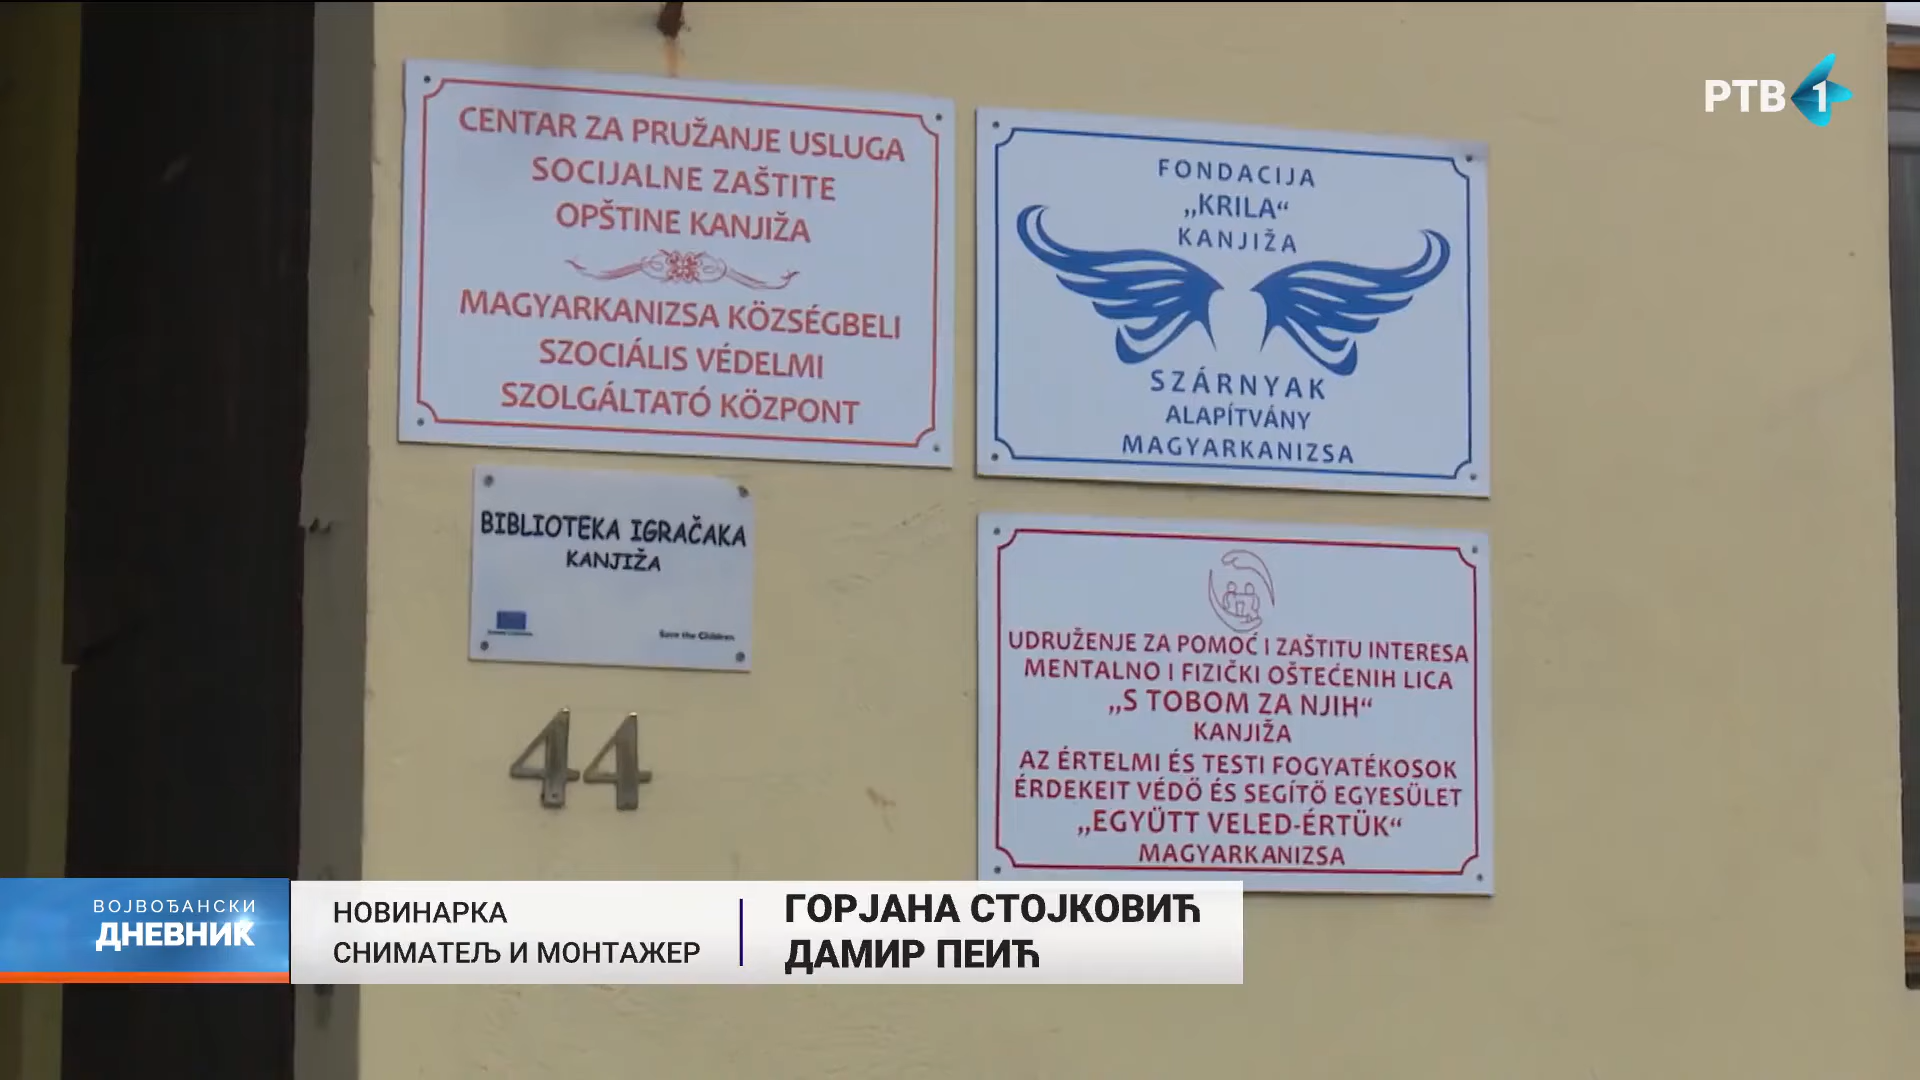 CENTAR ZA PRUŽANJE USLUGA
SOCIJALNE ZAŠTITE
OPŠTINE KANJIŽA
MAGYARKANIZSA KÖZSÉGBELI
SZOCIÁLIS VÉDELMI
SZOLGÁLTATÓ KÖZPONT
FONDACIJA
„KRILA“
KANJIŽA
SZÁRNYAK
ALAPÍTVÁNY
MAGYARKANIZSA
РТВ 1
BIBLIOTEKA IGRAČAKA
KANJIŽA
Save the Children
44
UDRUŽENJE ZA POMOĆ I ZAŠTITU INTERESA
MENTALNO I FIZIČKI OŠTEĆENIH LICA
„S TOBOM ZA NJIH“
KANJIŽA
AZ ÉRTELMI ÉS TESTI FOGYATÉKOSOK
ÉRDEKEIT VÉDŐ ÉS SEGÍTŐ EGYESÜLET
„EGYÜTT VELED-ÉRTÜK“
MAGYARKANIZSA
ВОЈВОЂАНСКИ
ДНЕВНИК
НОВИНАРКА
СНИМАТЕЉ И МОНТАЖЕР
ГОРЈАНА СТОЈКОВИЋ
ДАМИР ПЕИЋ